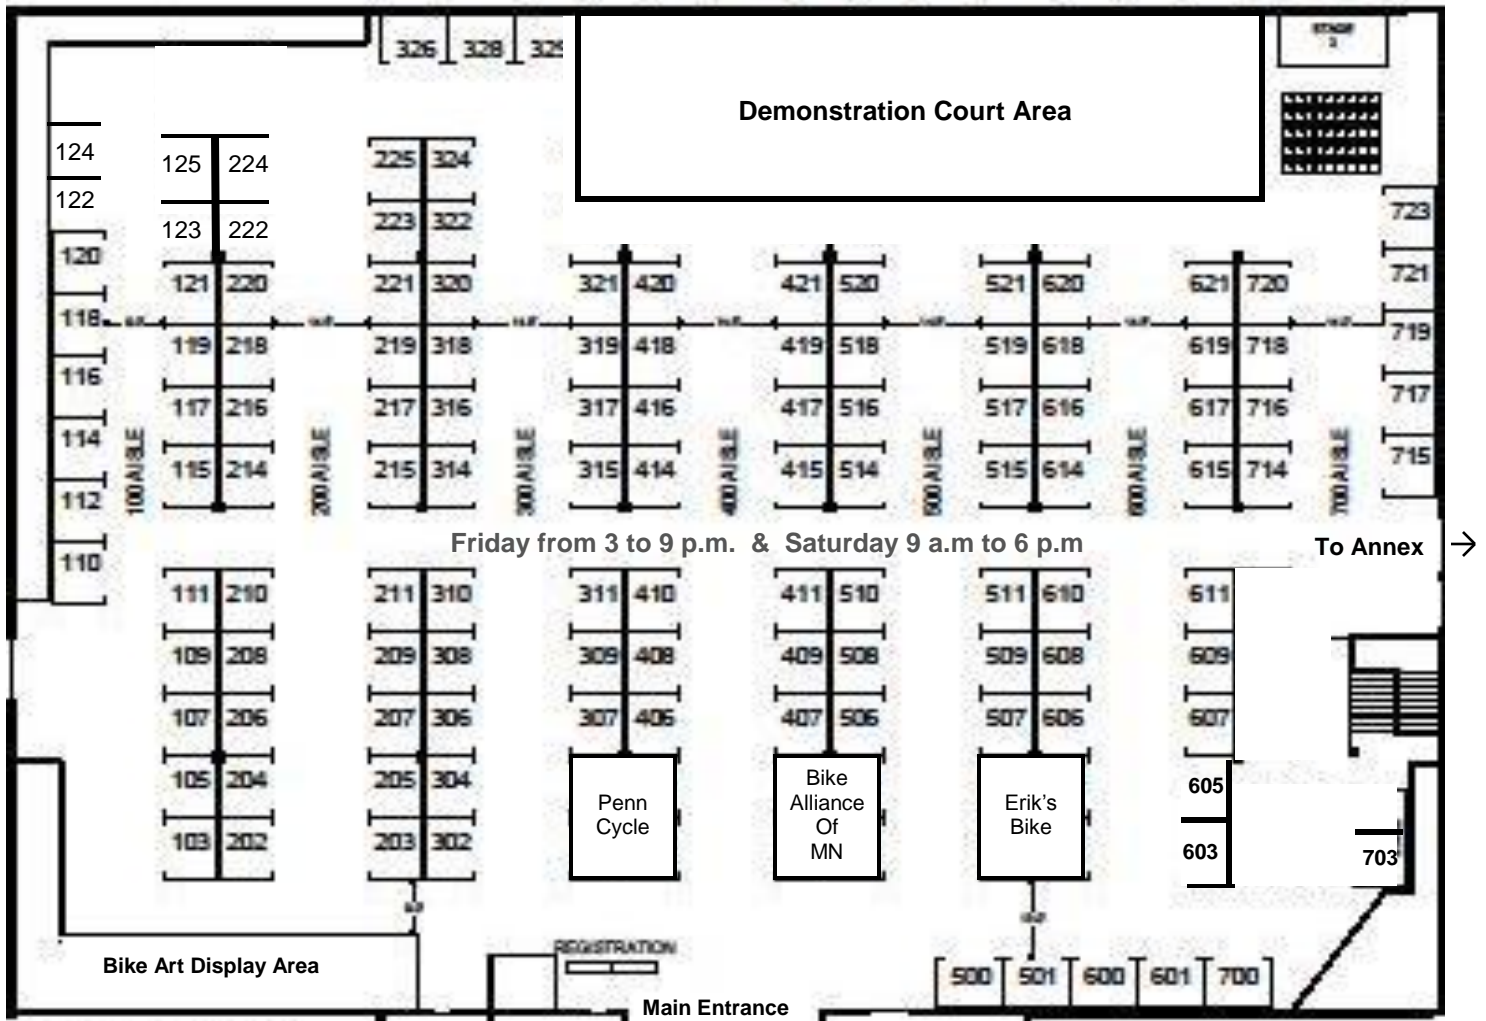 326 328 329
STAGE
Demonstration Court Area
124
125 224
225 324
122
723
223 322
123 222
120
121 220
221 320
321 420
421 520
521 620
621 720
721
118
119 218
219 318
319 418
419 518
519 618
619 718
719
116
117 216
217 316
317 416
417 516
517 616
617 716
717
114
115 214
215 314
315 414
415 514
515 614
615 714
715
100 AISLE
200 AISLE
300 AISLE
400 AISLE
500 AISLE
600 AISLE
700 AISLE
112
Friday from 3 to 9 p.m. & Saturday 9 a.m to 6 p.m
To Annex →
110
111 210
211 310
311 410
411 510
511 610
611
109 208
209 308
309 408
409 508
509 608
609
107 206
207 306
307 406
407 506
507 606
607
105 204
205 304
Penn
Cycle
Bike
Alliance
Of
MN
Erik's
Bike
605
103 202
203 302
603
703
REGISTRATION
Bike Art Display Area
500 501 600 601 700
Main Entrance